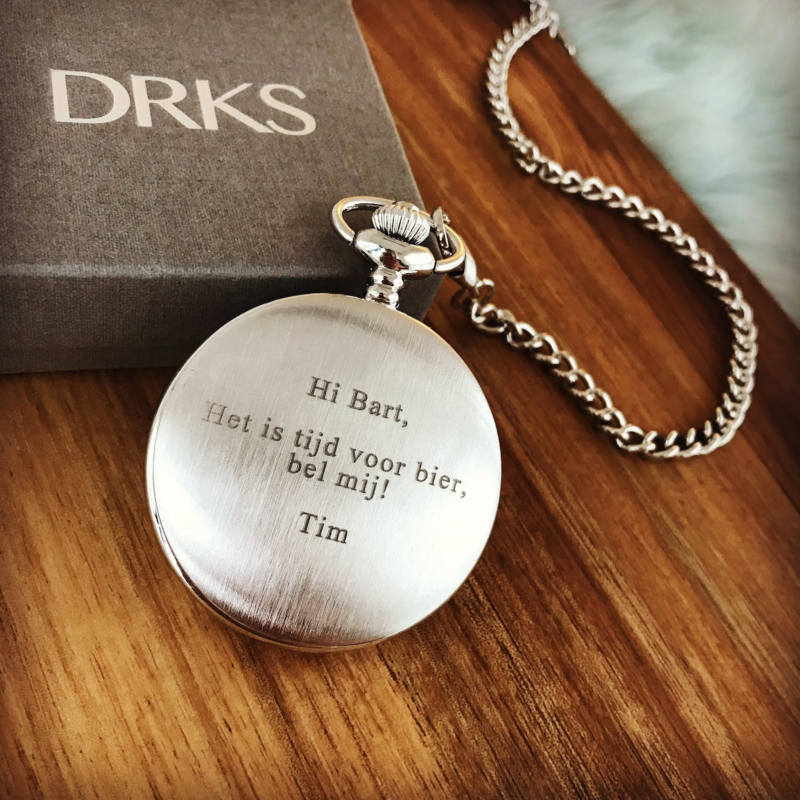 DRKS
Hi Bart,
Het is tijd voor bier,
bel mij!
Tim